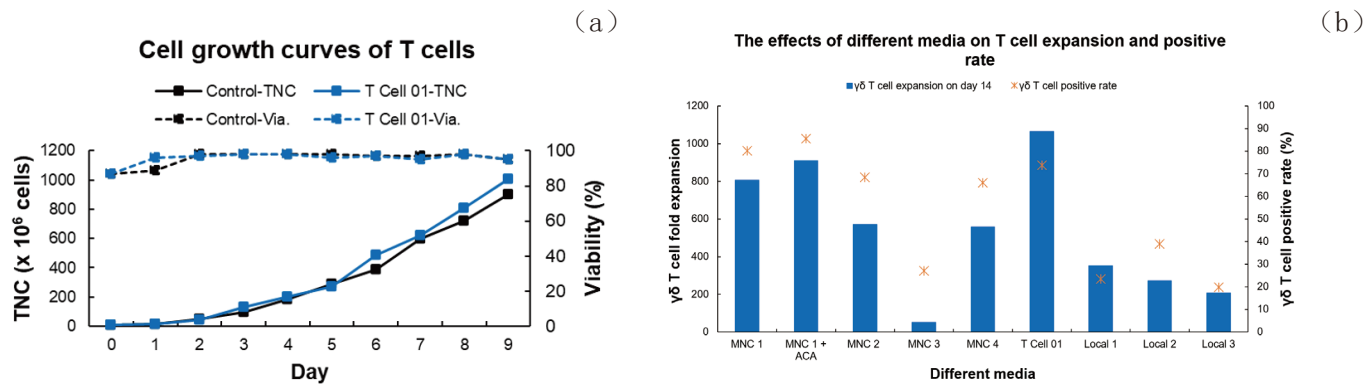 （a）
Cell growth curves of T cells
Control-TNC T Cell 01-TNC
Control-Via. T Cell 01-Via.
TNC (x 10⁶ cells)
1200
1000
800
600
400
200
0
100
80
60
40
20
0
Viability (%)
0 1 2 3 4 5 6 7 8 9
Day
（b）
The effects of different media on T cell expansion and positive
rate
γδ T cell expansion on day 14 γδ T cell positive rate
γδ T cell fold expansion
1200
1000
800
600
400
200
0
100
90
80
70
60
50
40
30
20
10
0
γδ T cell positive rate (%)
MNC 1 MNC 1 + MNC 2 MNC 3 MNC 4 T Cell 01 Local 1 Local 2 Local 3
ACA
Different media